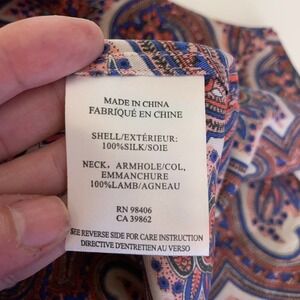 MADE IN CHINA
FABRIQUÉ EN CHINE
SHELL/EXTÉRIEUR:
100%SILK/SOIE
NECK, ARMHOLE/COL,
EMMANCHURE
100%LAMB/AGNEAU
RN 98406
CA 39862
SEE REVERSE SIDE FOR CARE INSTRUCTION
DIRECTIVE D'ENTRETIEN AU VERSO